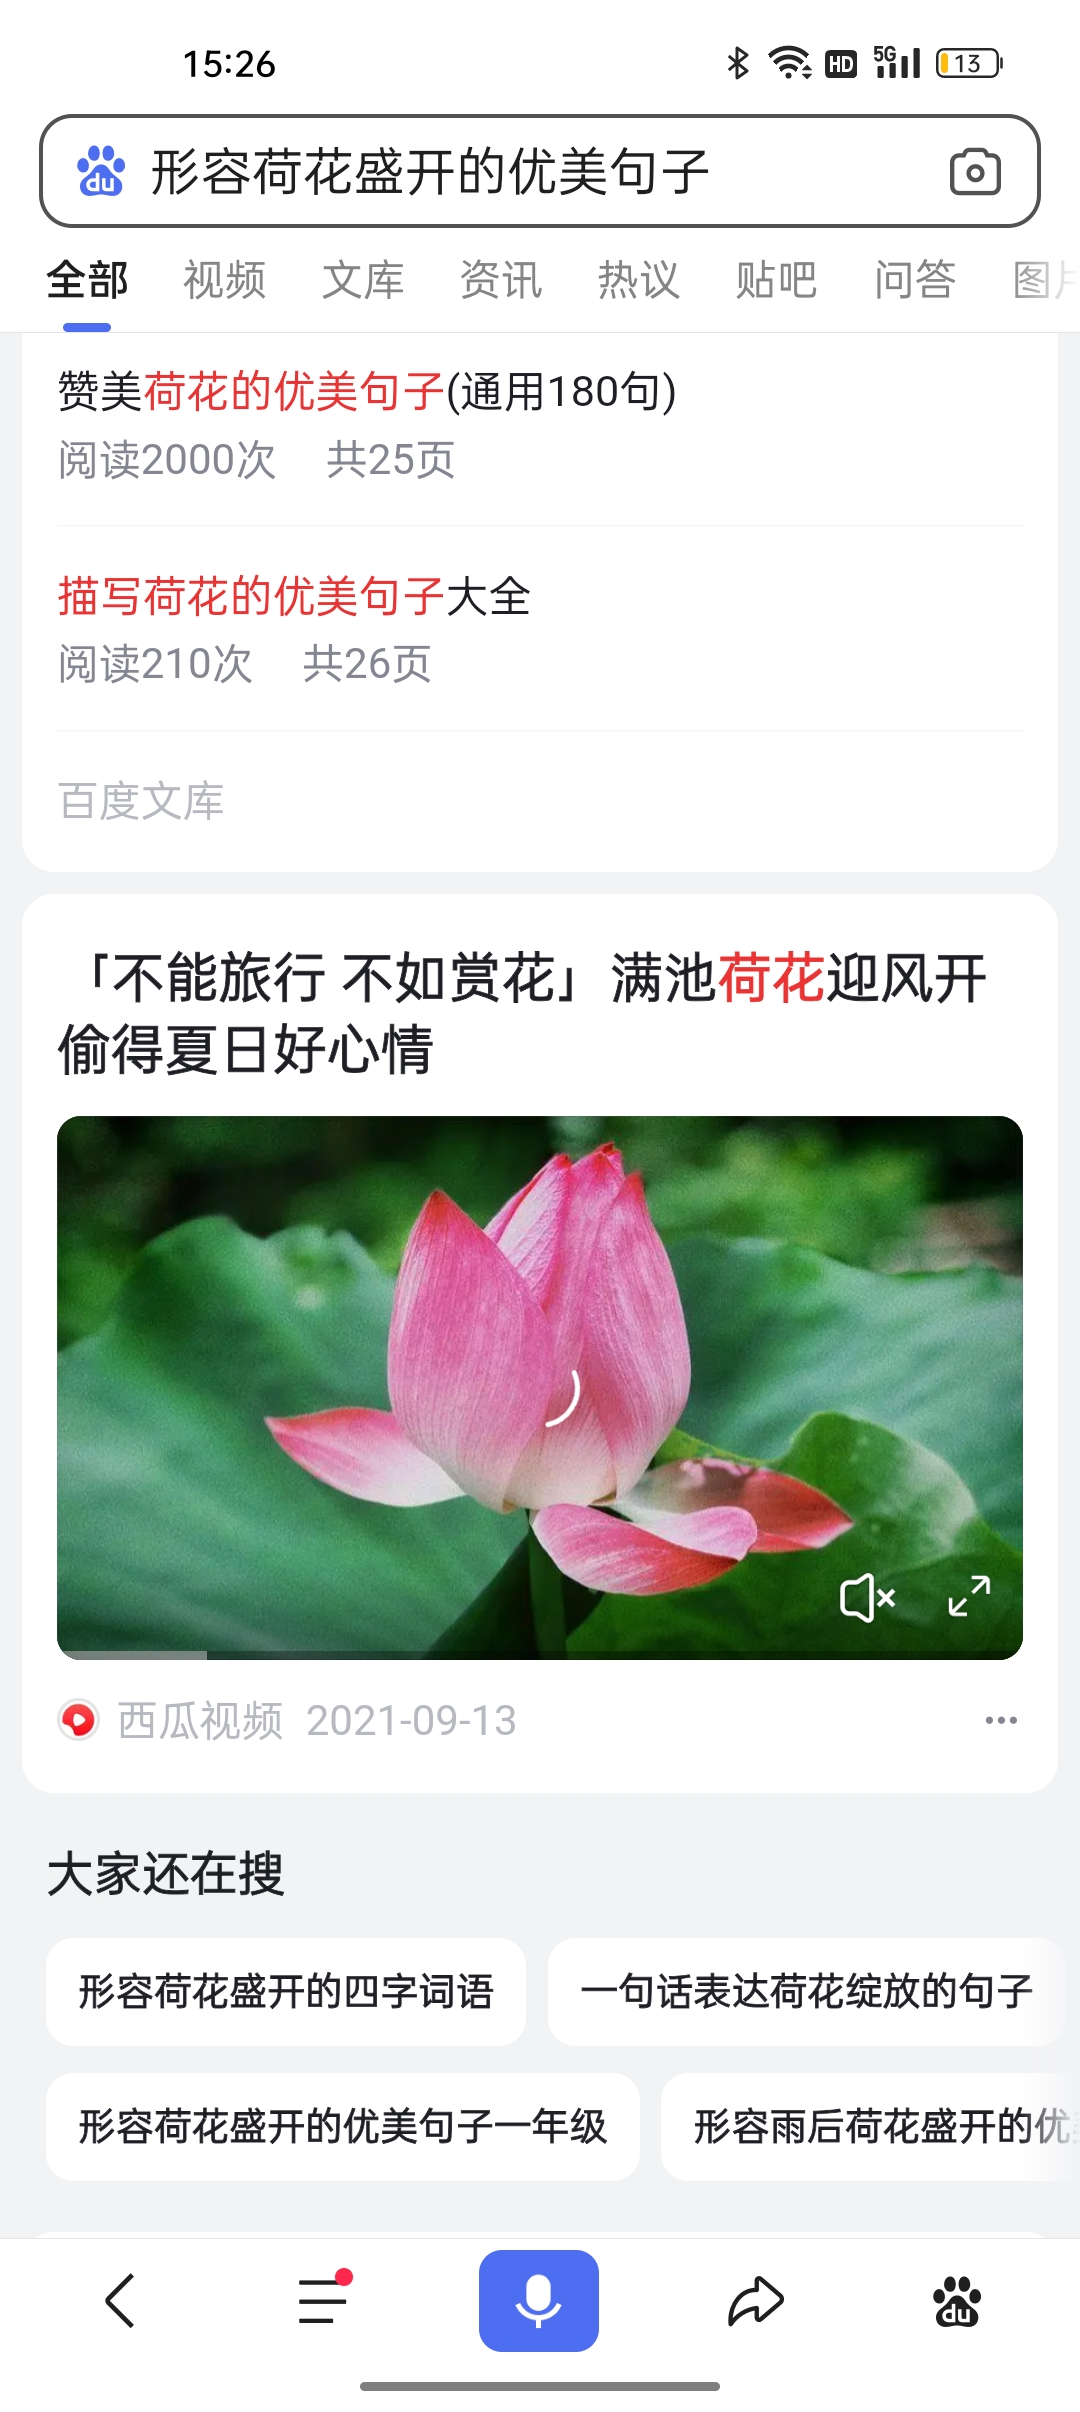 15:26
HD
5G
13
du
形容荷花盛开的优美句子
全部 视频 文库 资讯 热议 贴吧 问答 图
赞美荷花的优美句子(通用180句)
阅读2000次 共25页
描写荷花的优美句子大全
阅读210次 共26页
百度文库
「不能旅行 不如赏花」满池荷花迎风开
偷得夏日好心情
西瓜视频 2021-09-13
大家还在搜
形容荷花盛开的四字词语 一句话表达荷花绽放的句子
形容荷花盛开的优美句子一年级 形容雨后荷花盛开的优
du